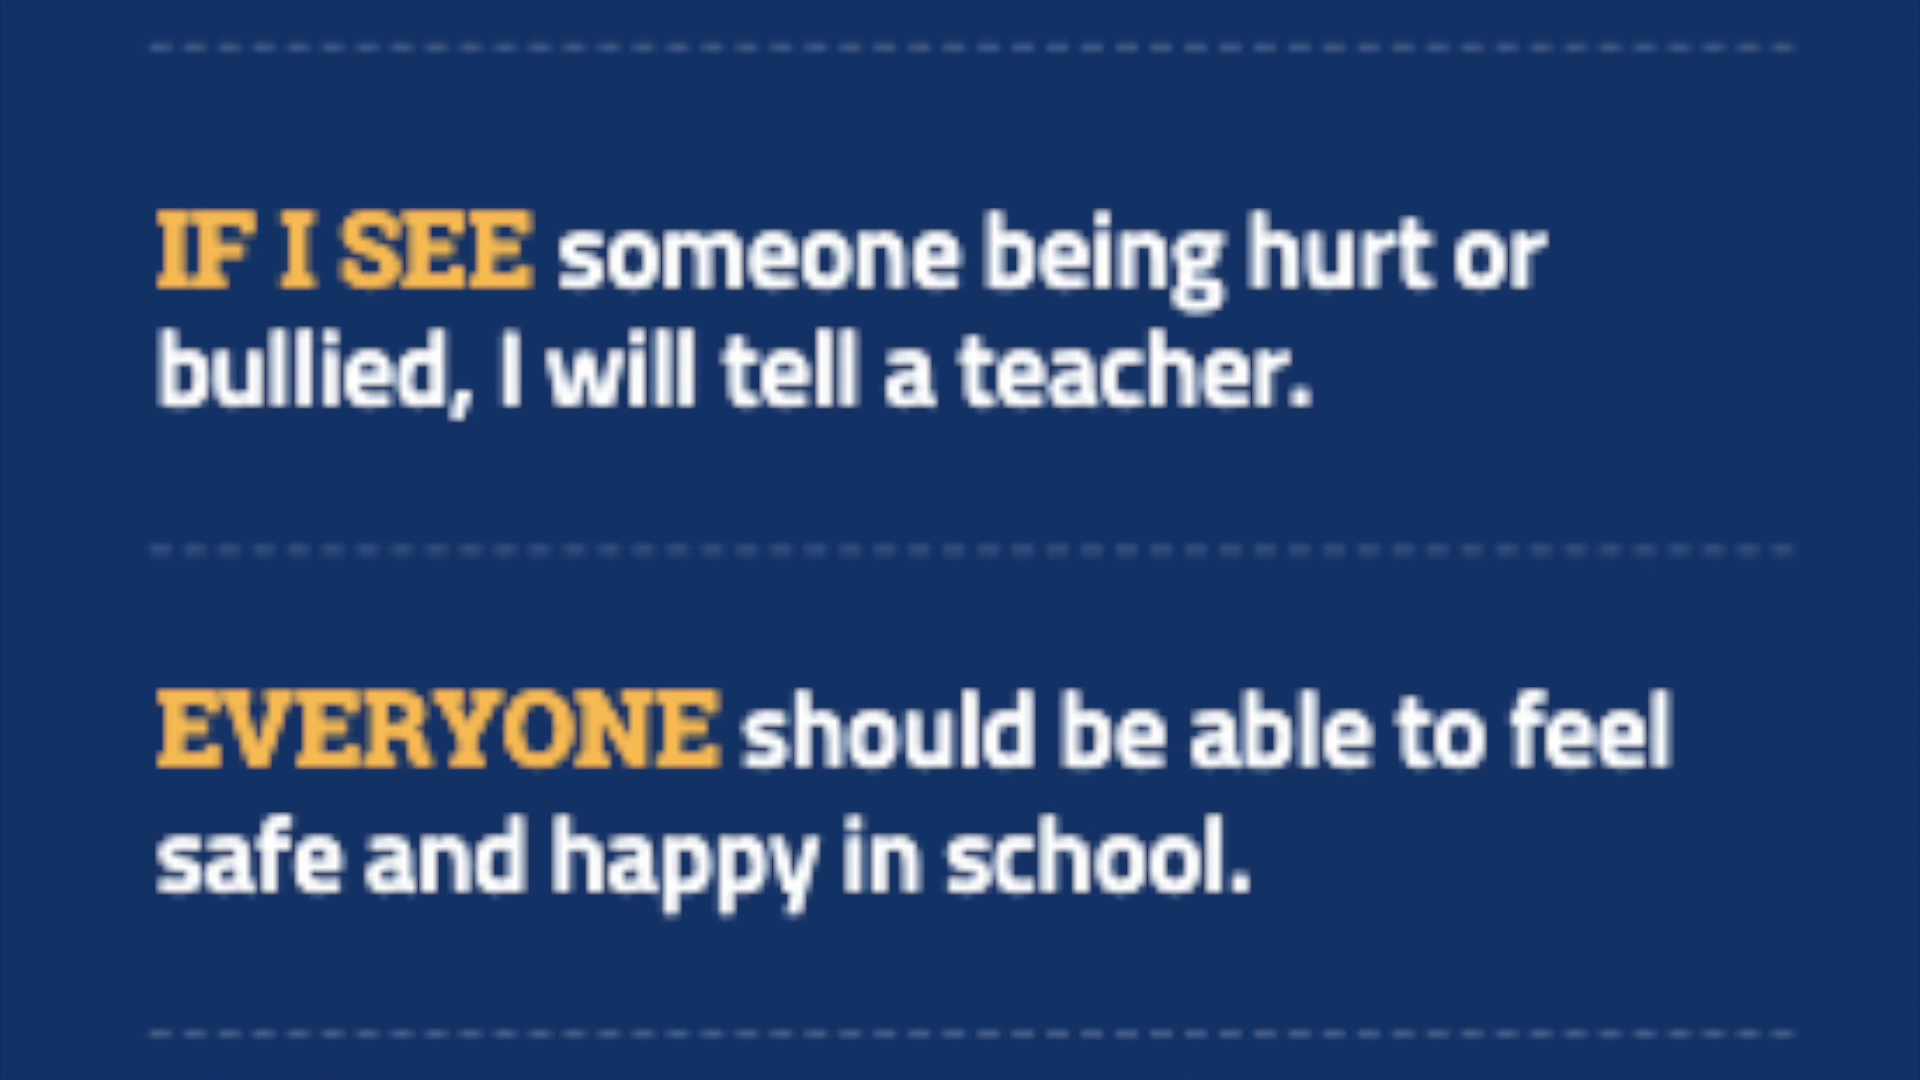 IF I SEE someone being hurt or
bullied, I will tell a teacher.
EVERYONE should be able to feel
safe and happy in school.